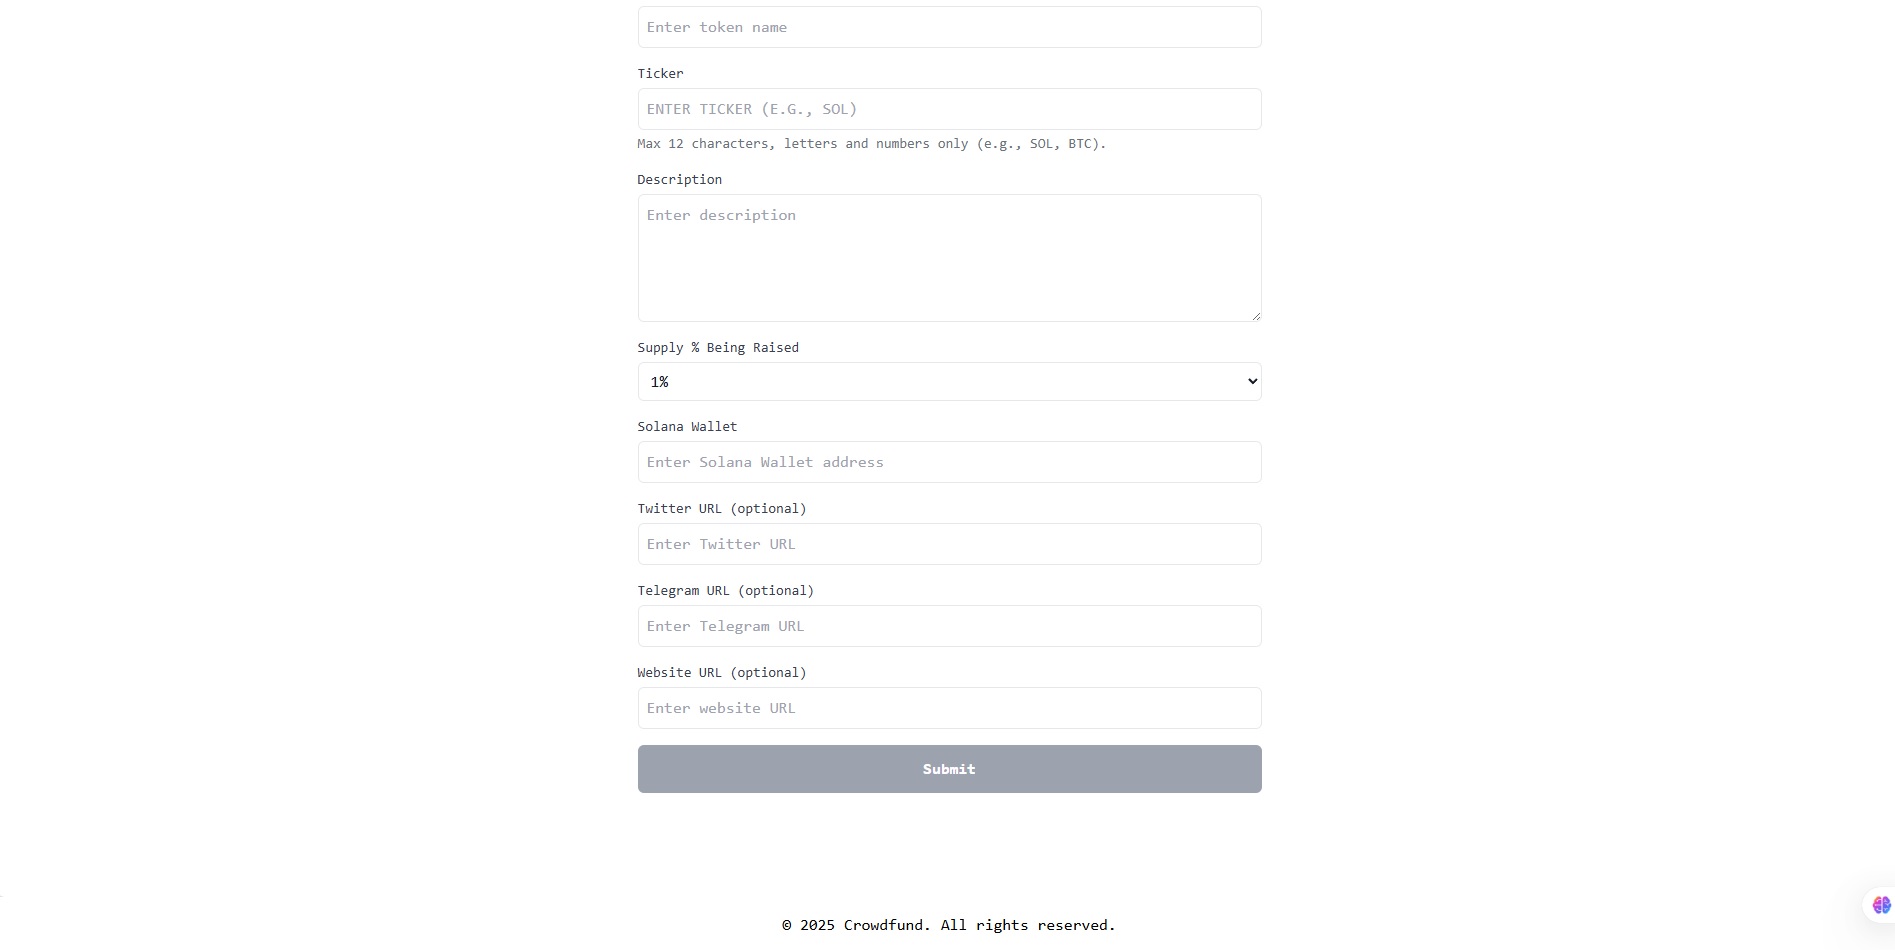 Enter token name
Ticker
ENTER TICKER (E.G., SOL)
Max 12 characters, letters and numbers only (e.g., SOL, BTC).
Description
Enter description
Supply % Being Raised
1%
Solana Wallet
Enter Solana Wallet address
Twitter URL (optional)
Enter Twitter URL
Telegram URL (optional)
Enter Telegram URL
Website URL (optional)
Enter website URL
Submit
© 2025 Crowdfund. All rights reserved.